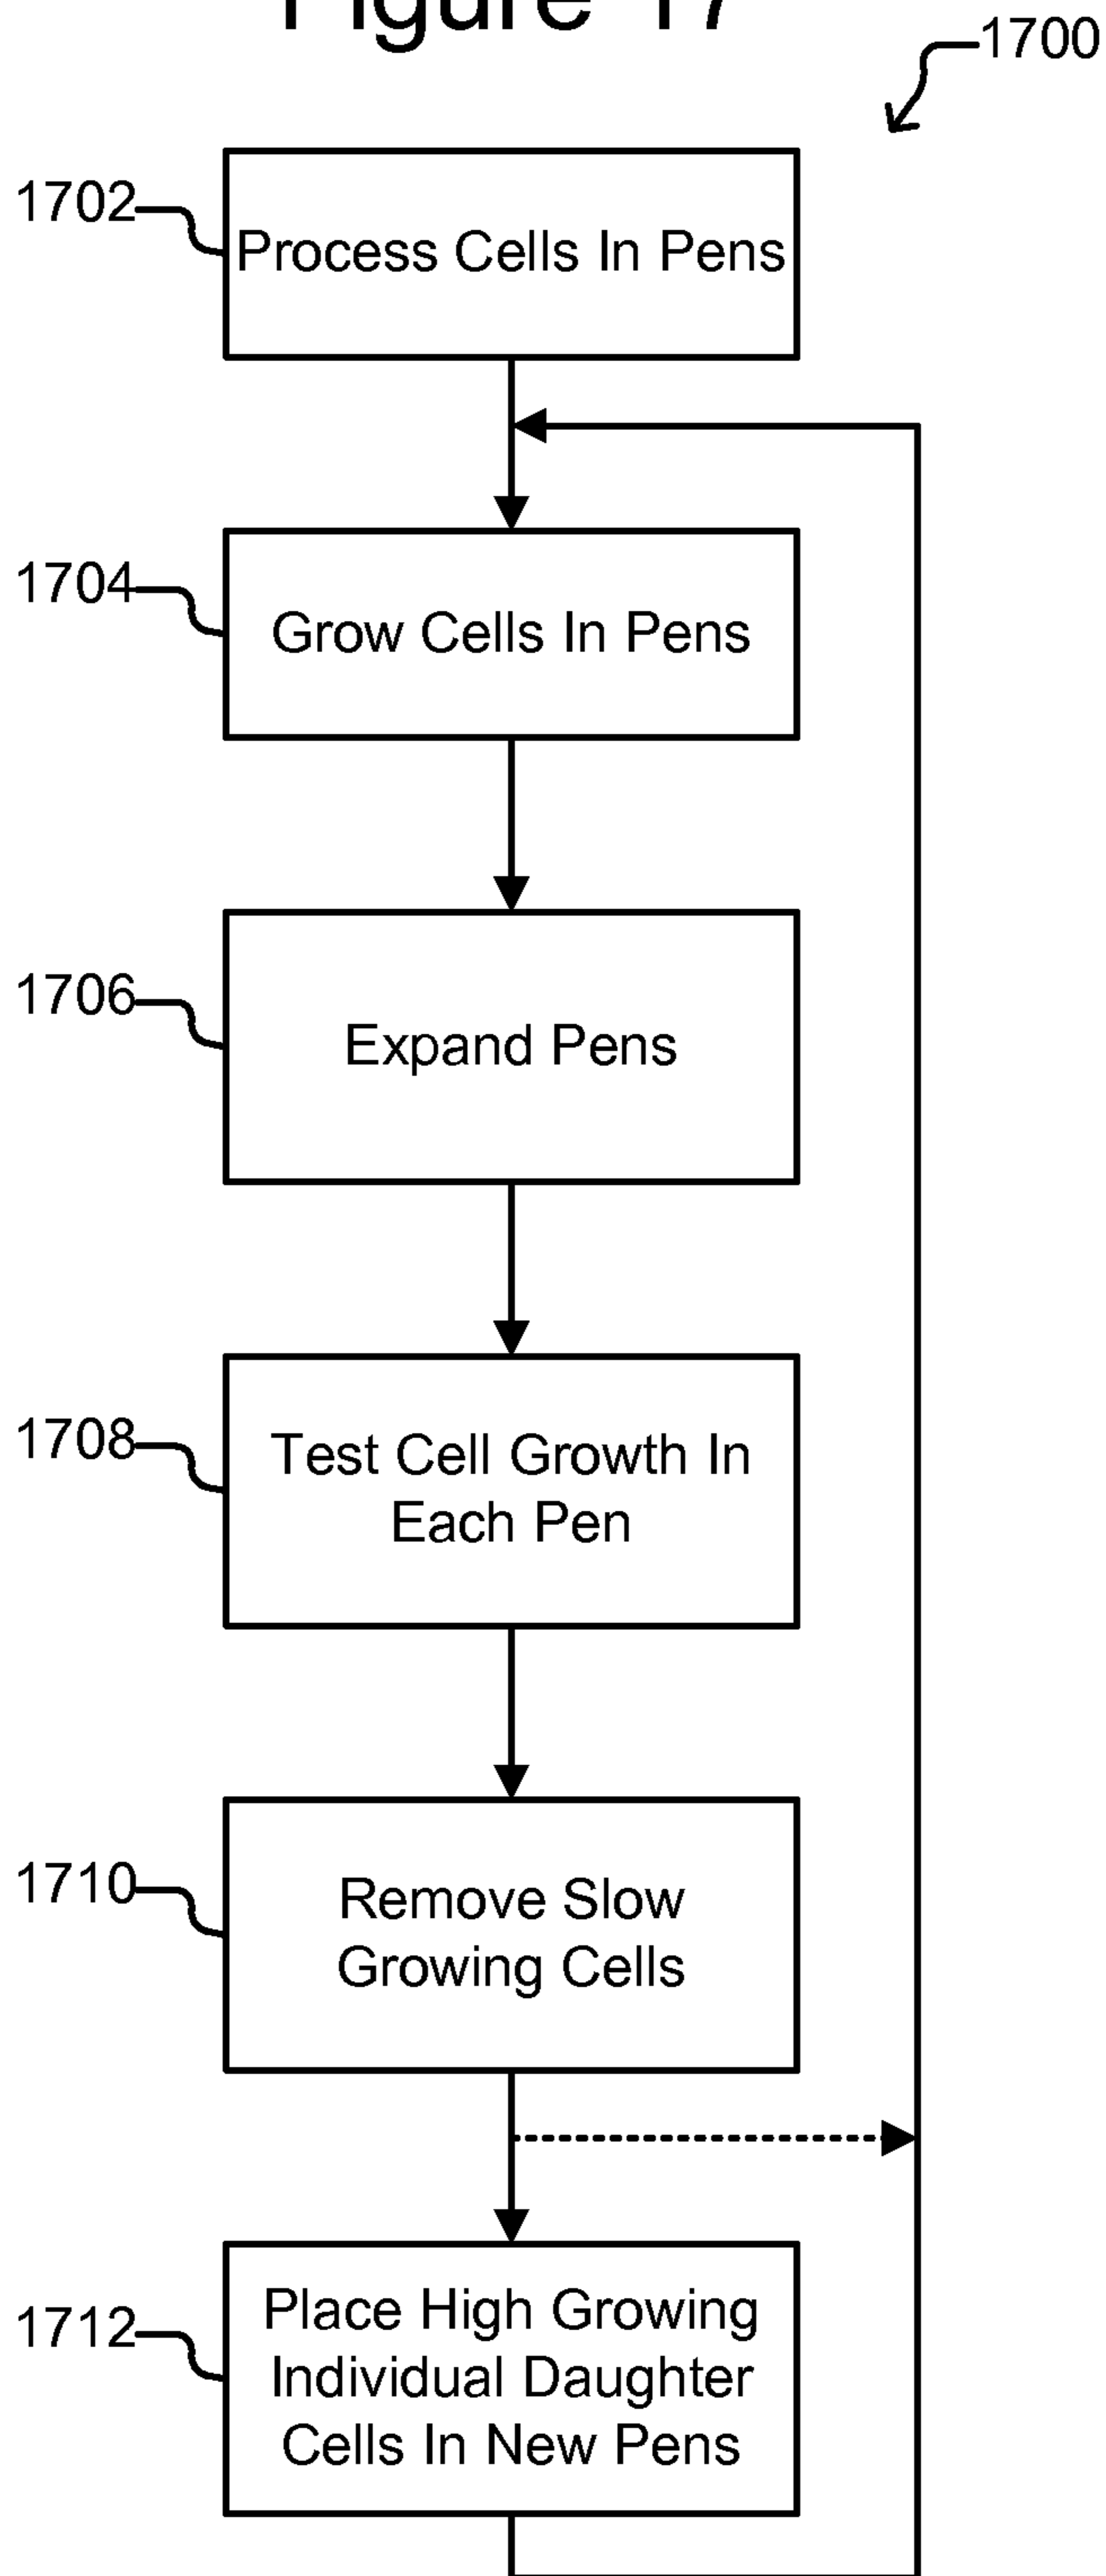 Figure 17
1700
1702
Process Cells In Pens
1704
Grow Cells In Pens
1706
Expand Pens
1708
Test Cell Growth In
Each Pen
1710
Remove Slow
Growing Cells
1712
Place High Growing
Individual Daughter
Cells In New Pens